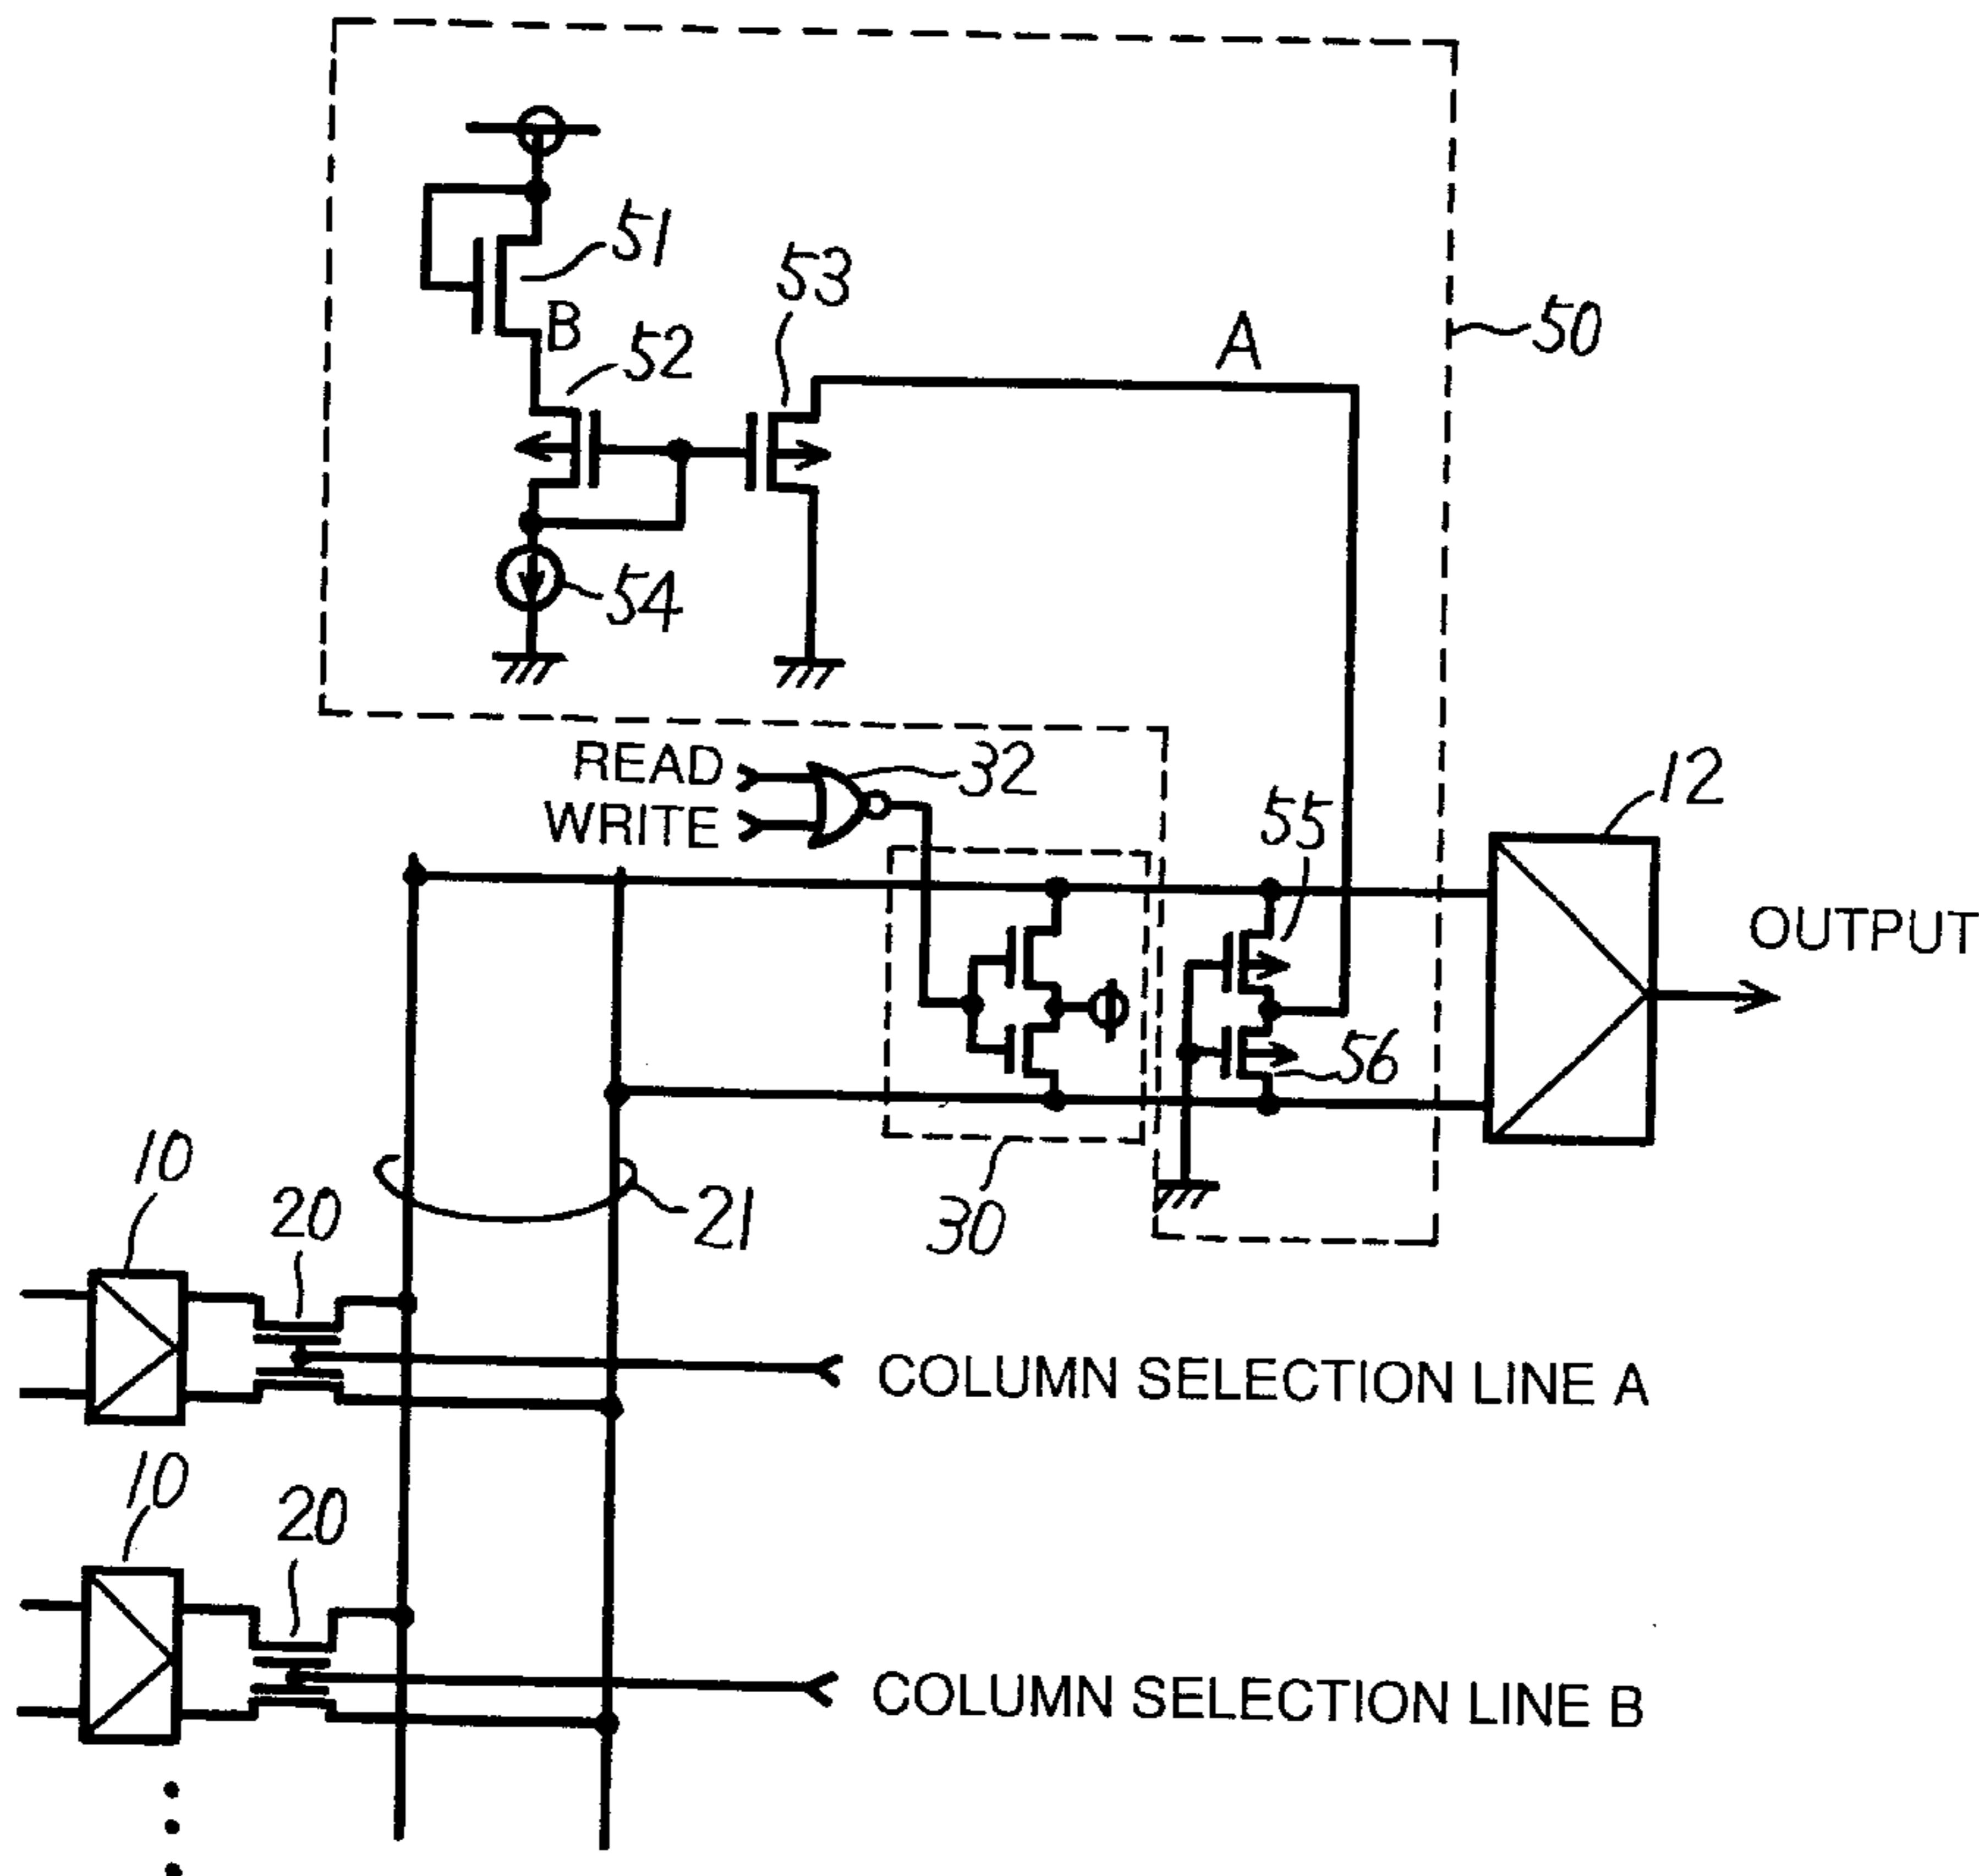 51
53
B
52
A
50
54
READ
32
WRITE
55
12
OUTPUT
56
10
20
21
30
COLUMN SELECTION LINE A
10
20
COLUMN SELECTION LINE B